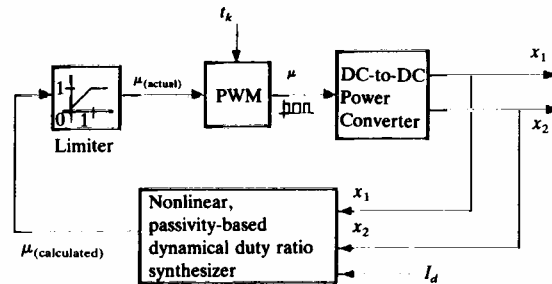 t_k
1
0 1
Limiter
μ(actual)
PWM
μ
DC-to-DC
Power
Converter
x_1
x_2
Nonlinear,
passivity-based
dynamical duty ratio
synthesizer
x_1
x_2
I_d
μ(calculated)